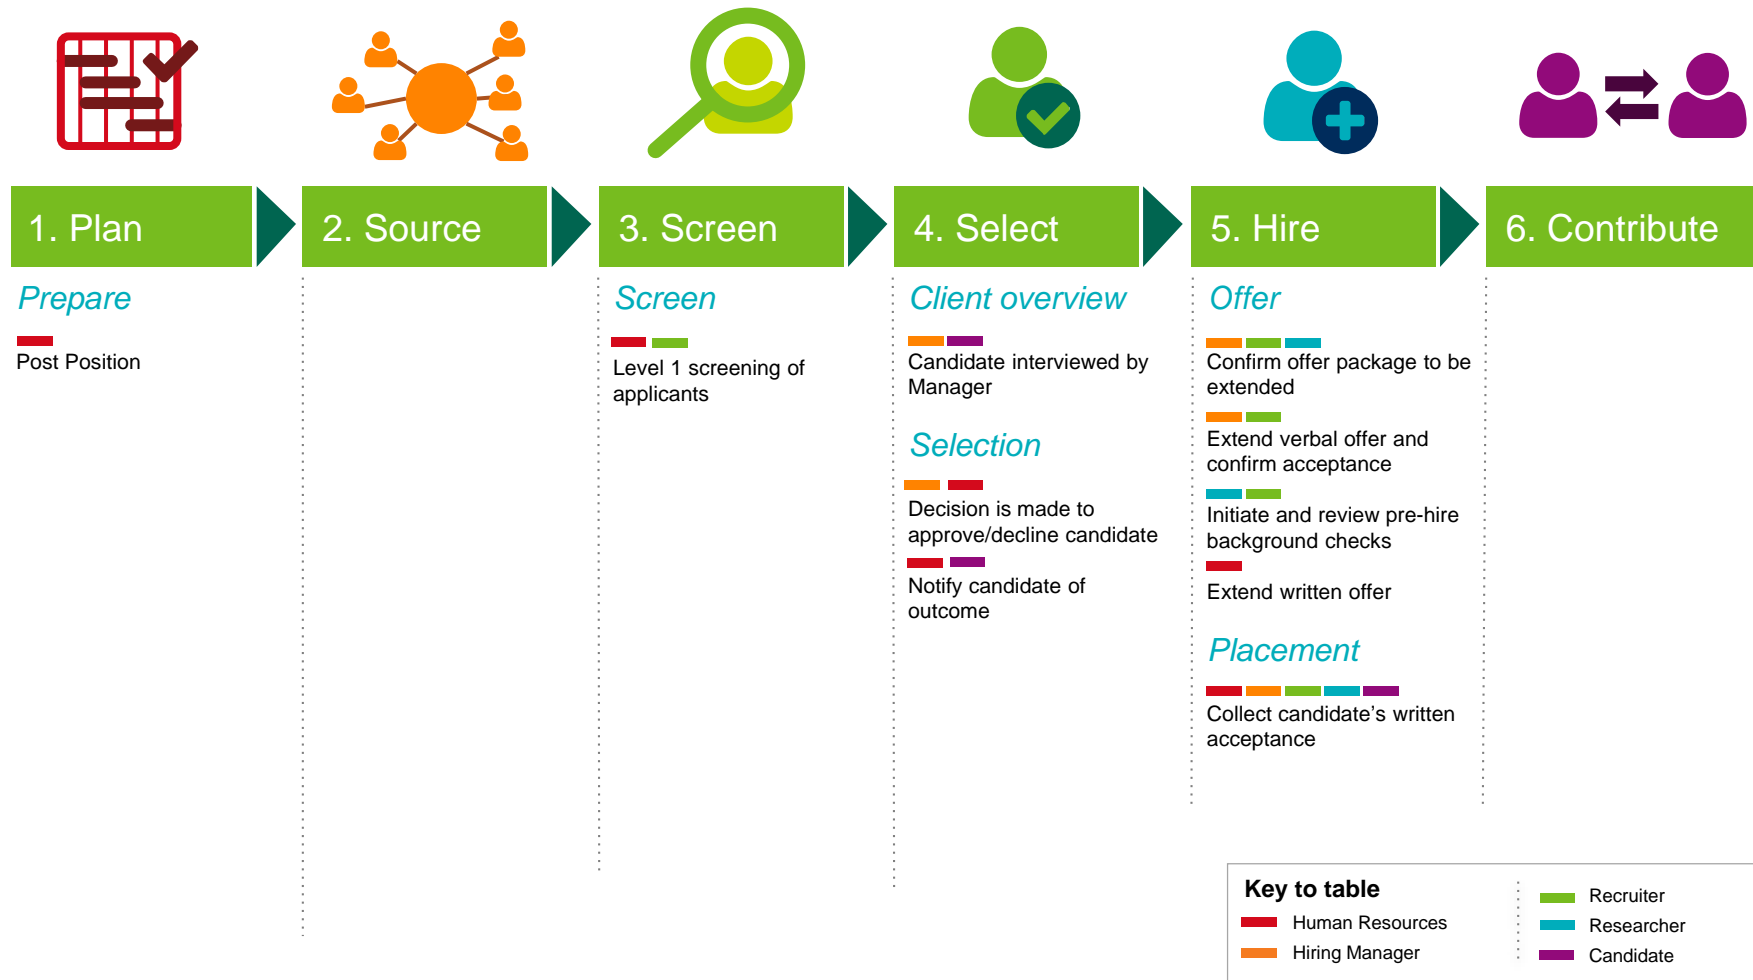 1. Plan
2. Source
3. Screen
4. Select
5. Hire
6. Contribute
Prepare
Post Position
Screen
Level 1 screening of
applicants
Client overview
Candidate interviewed by
Manager
Selection
Decision is made to
approve/decline candidate
Notify candidate of
outcome
Offer
Confirm offer package to be
extended
Extend verbal offer and
confirm acceptance
Initiate and review pre-hire
background checks
Extend written offer
Placement
Collect candidate’s written
acceptance
Key to table
Human Resources
Hiring Manager
Recruiter
Researcher
Candidate